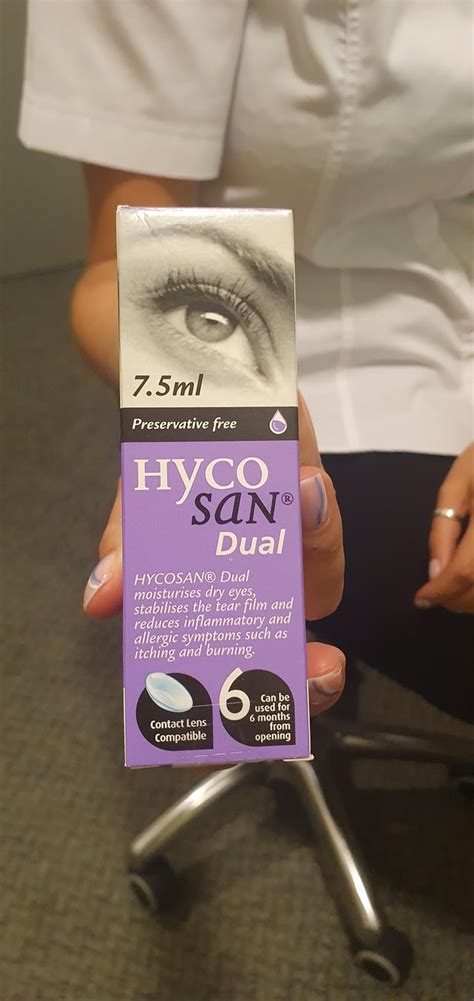 7.5ml
Preservative free
HYCO
SAN®
Dual
HYCOSAN® Dual
moisturises dry eyes,
stabilises the tear film and
reduces inflammatory and
allergic symptoms such as
itching and burning.
Contact Lens
Compatible
6
Can be
used for
6 months
from
opening